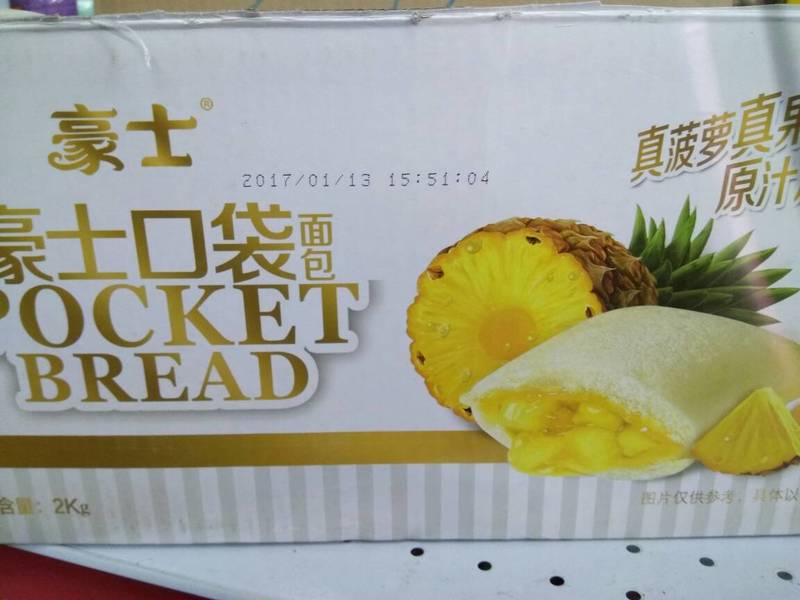 豪士®
2017/01/13 15:51:04
真菠萝真果
原汁
豪士口袋面包
POCKET
BREAD
含量: 2Kg
图片仅供参考，具体以